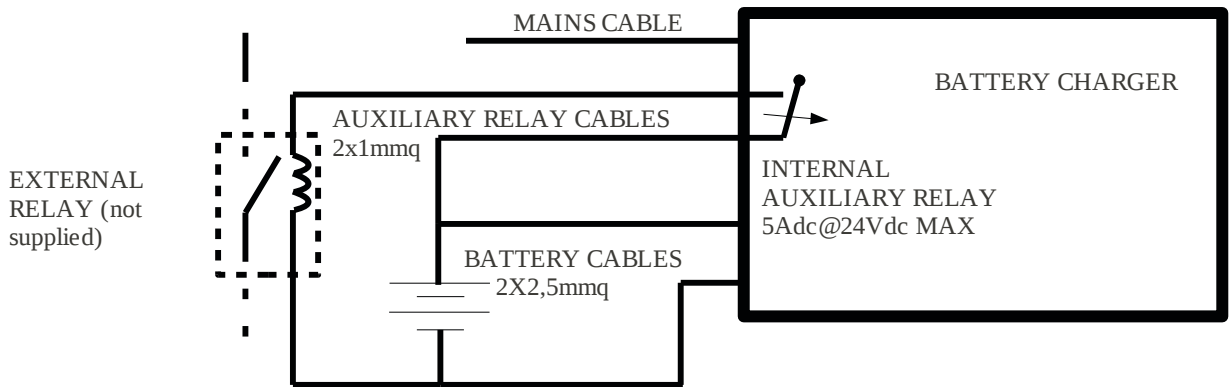 MAINS CABLE
BATTERY CHARGER
AUXILIARY RELAY CABLES
2x1mmq
EXTERNAL
RELAY (not
supplied)
INTERNAL
AUXILIARY RELAY
5Adc@24Vdc MAX
BATTERY CABLES
2X2,5mmq